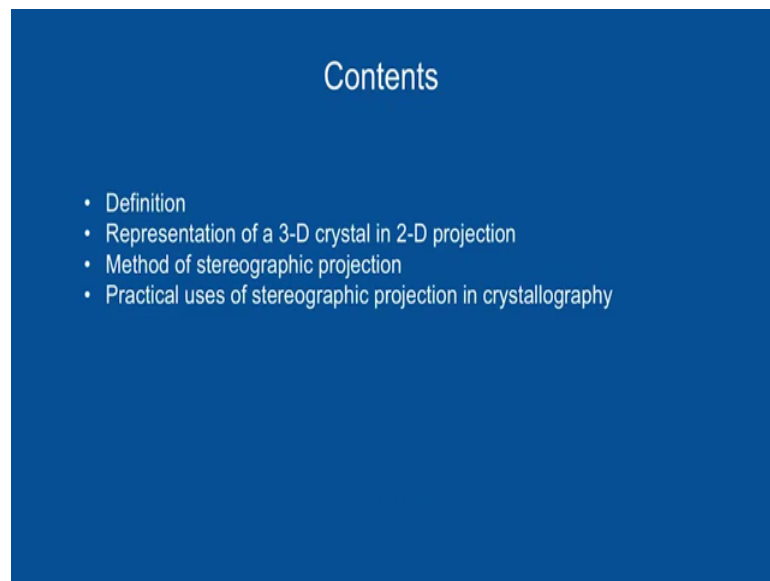 Contents
• Definition
• Representation of a 3-D crystal in 2-D projection
• Method of stereographic projection
• Practical uses of stereographic projection in crystallography